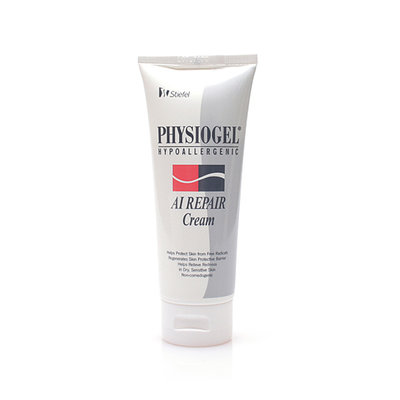 Stiefel
PHYSIOGEL®
HYPOALLERGENIC
AI REPAIR
Cream
Helps Protect Skin from Free Radicals
Regenerates Skin Protective Barrier
Helps Relieve Redness
in Dry, Sensitive Skin
Non-comedogenic